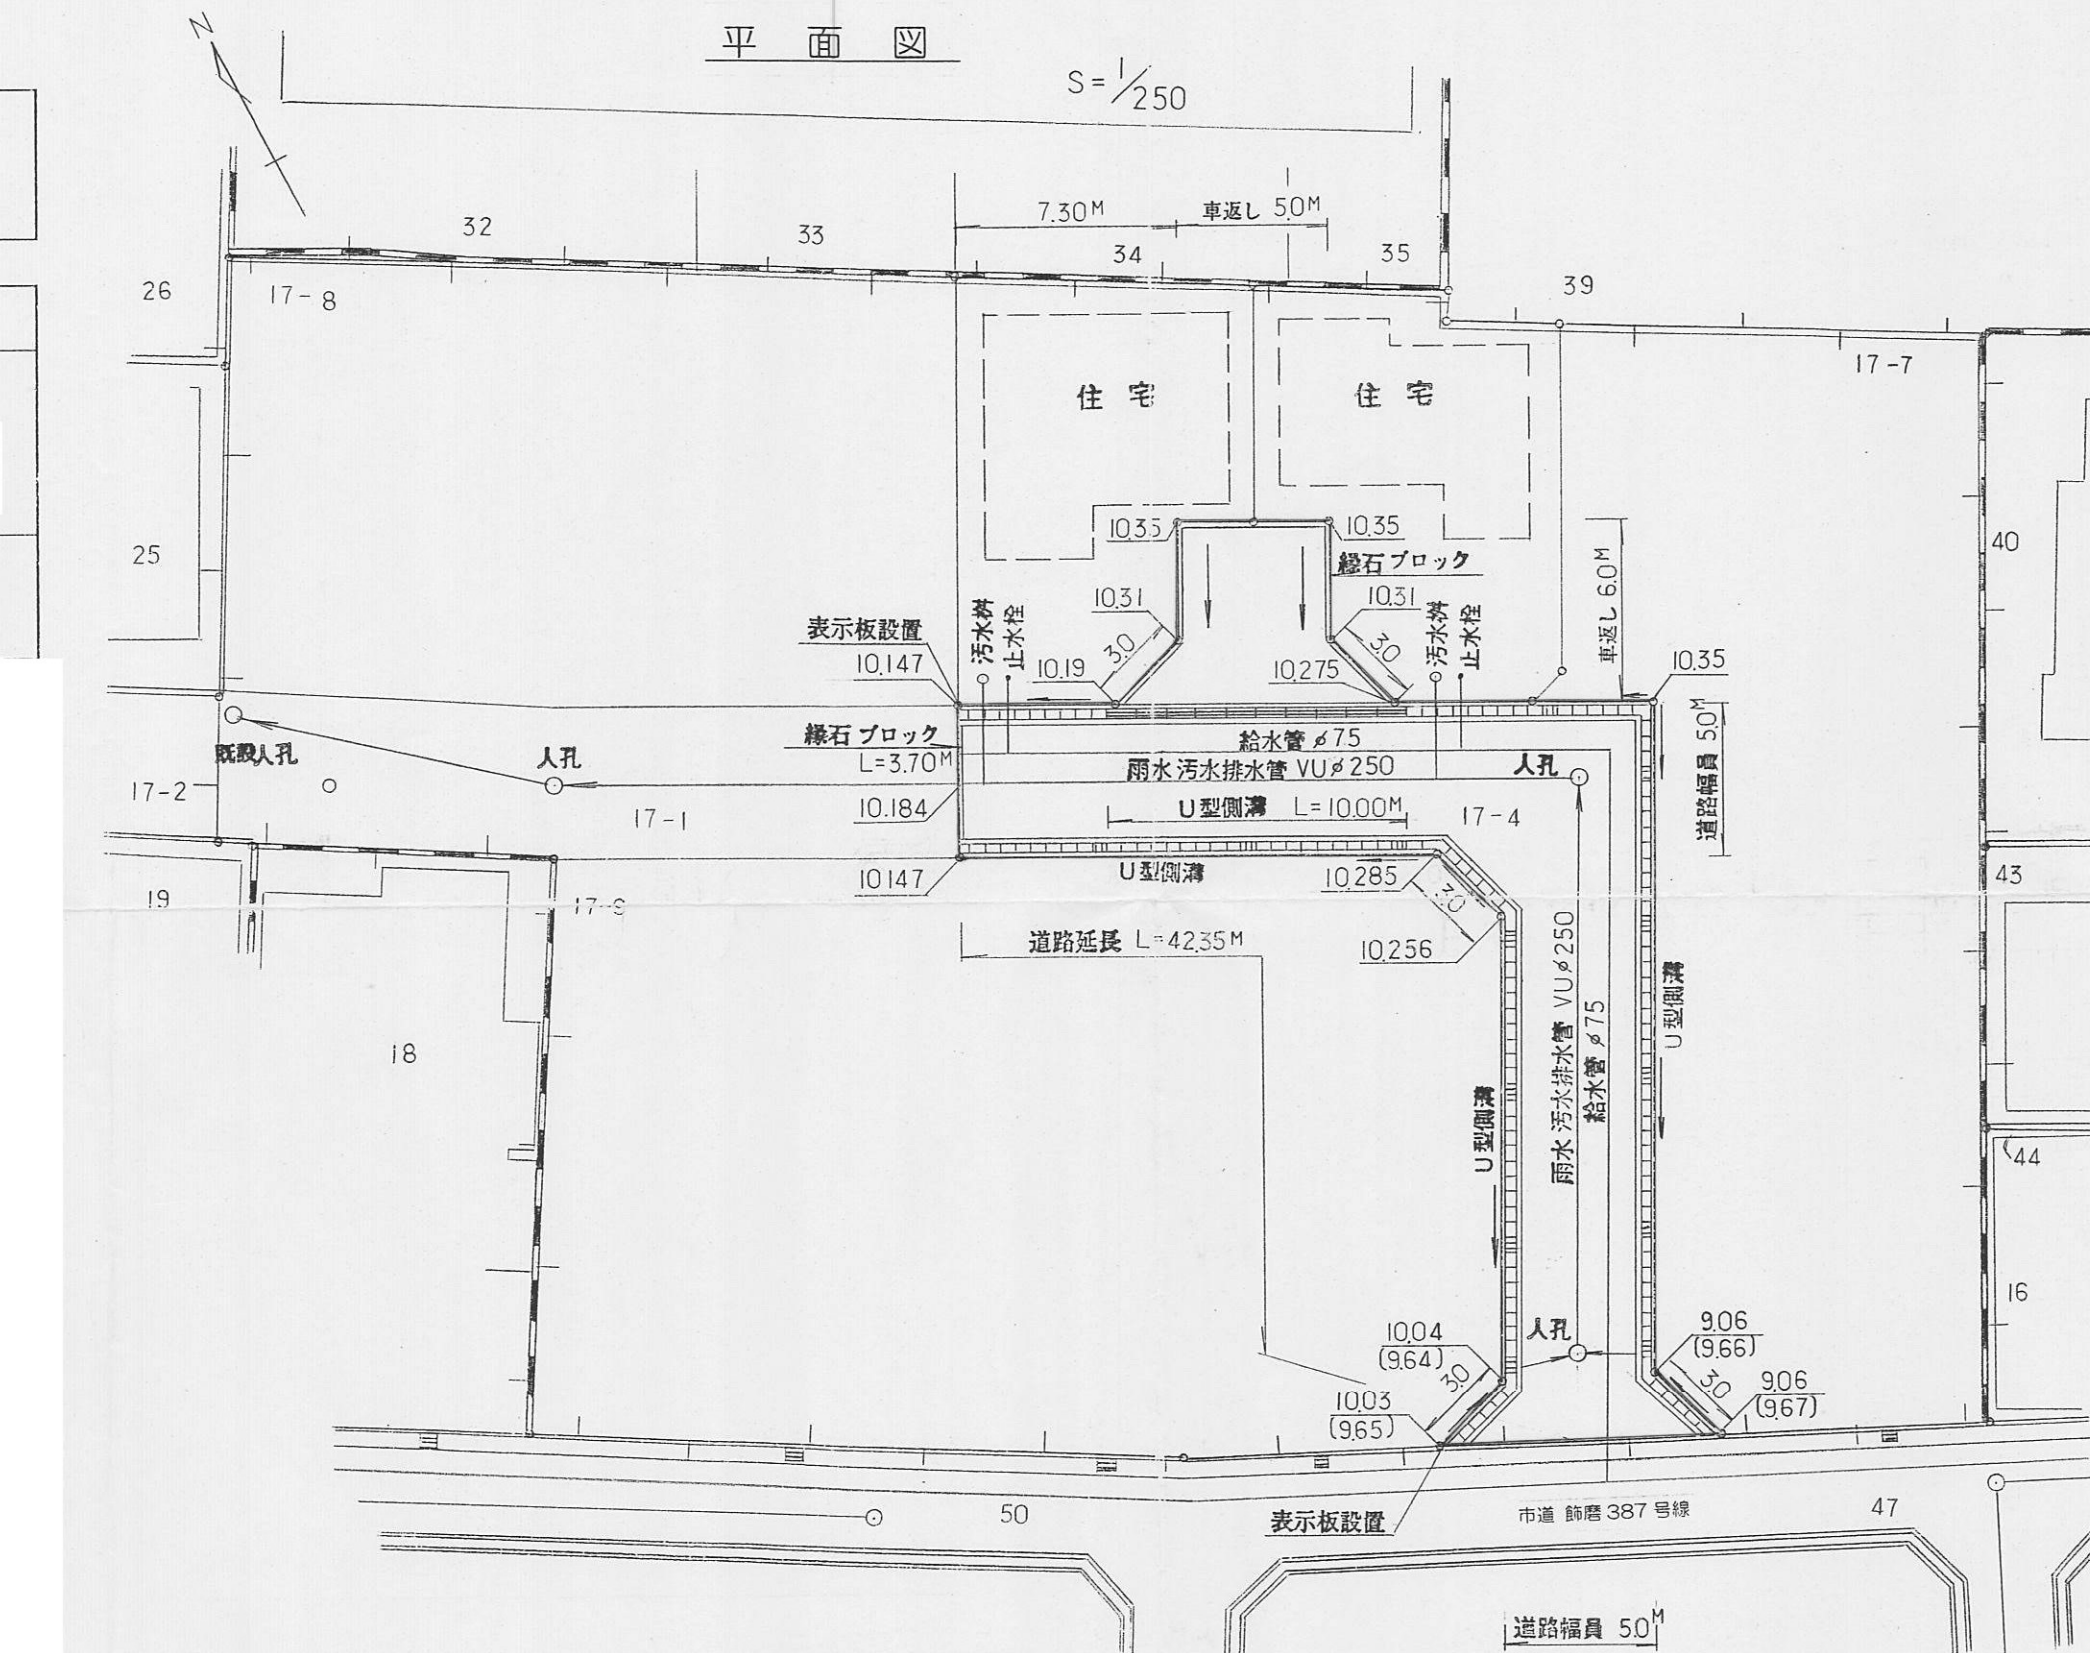 平面図
S=1/250
N
32
33
7.30M
車返し 5.0M
34
35
39
26
17-8
17-7
住宅
住宅
10.35
10.35
縁石ブロック
25
40
10.31
10.31
車返し 6.0M
表示板設置
10.147
汚水桝
止水栓
10.19
3.0
10.275
3.0
汚水桝
止水栓
10.35
既設人孔
人孔
縁石ブロック
L=3.70M
給水管 φ75
雨水汚水排水管 VUφ250
人孔
道路幅員 5.0M
17-2
17-1
10.184
U型側溝 L=10.00M
17-4
10.147
U型側溝
10.285
3.0
19
17-9
43
道路延長 L=42.35M
10.256
18
雨水汚水排水管 VUφ250
給水管 φ75
U型側溝
U型側溝
44
16
10.04
(9.64)
人孔
9.06
(9.66)
3.0
3.0
10.03
(9.65)
9.06
(9.67)
50
表示板設置
市道 飾磨387号線
47
道路幅員 5.0M